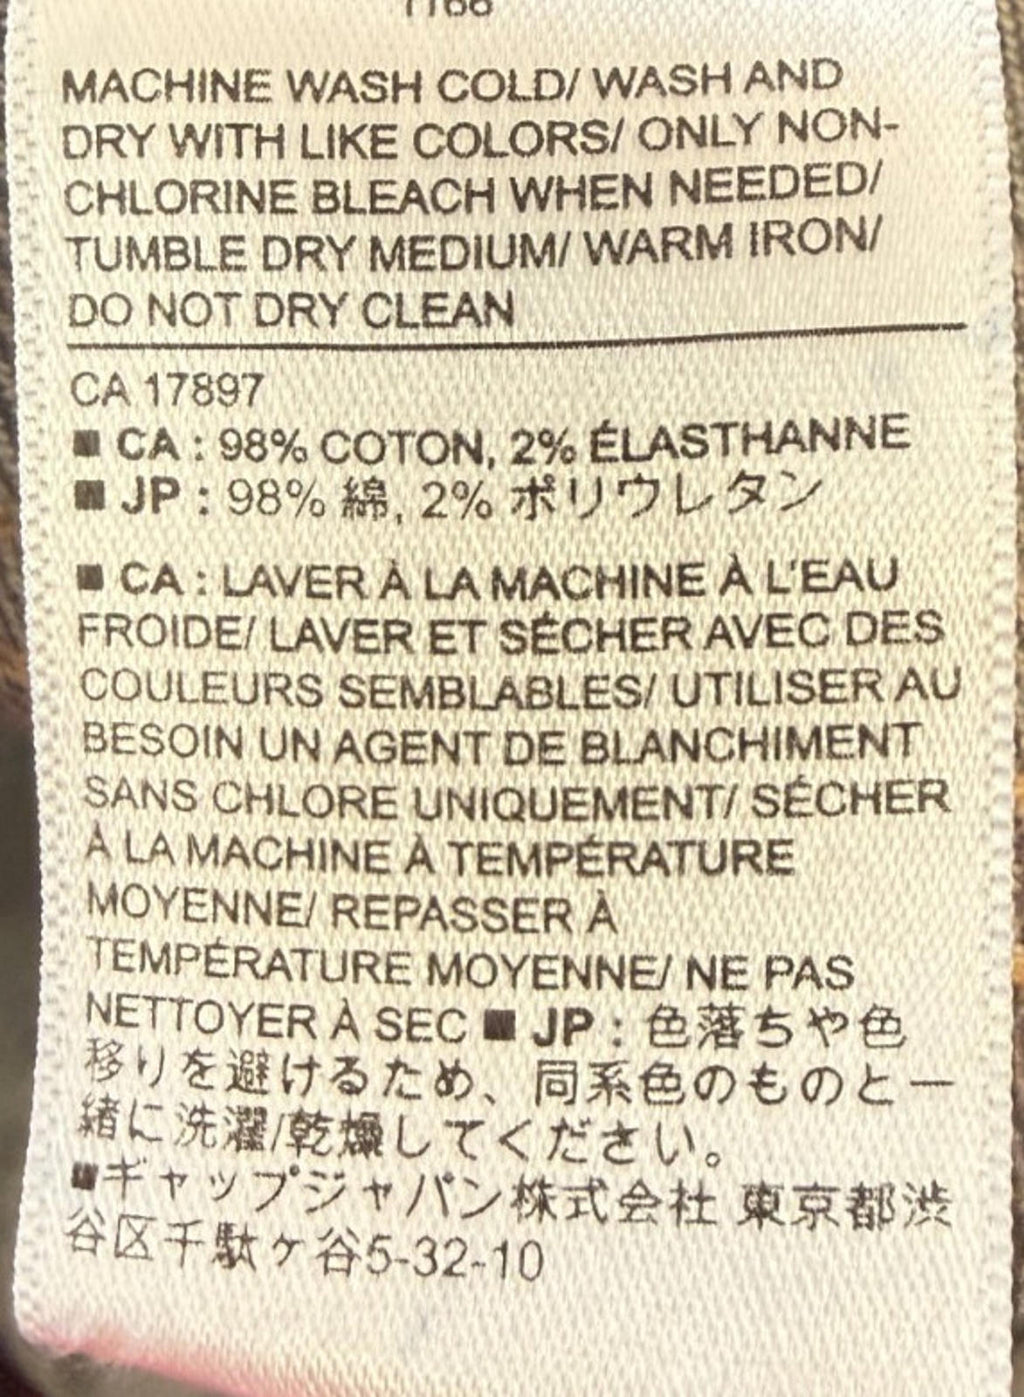 MACHINE WASH COLD/ WASH AND
DRY WITH LIKE COLORS/ ONLY NON-
CHLORINE BLEACH WHEN NEEDED/
TUMBLE DRY MEDIUM/ WARM IRON/
DO NOT DRY CLEAN
CA 17897
■ CA : 98% COTON, 2% ÉLASTHANNE
■ JP : 98% 綿, 2% ポリウレタン
■ CA : LAVER À LA MACHINE À L'EAU
FROIDE/ LAVER ET SÉCHER AVEC DES
COULEURS SEMBLABLES/ UTILISER AU
BESOIN UN AGENT DE BLANCHIMENT
SANS CHLORE UNIQUEMENT/ SÉCHER
À LA MACHINE À TEMPÉRATURE
MOYENNE/ REPASSER À
TEMPÉRATURE MOYENNE/ NE PAS
NETTOYER À SEC ■ JP : 色落ちや色
移りを避けるため、同系色のものと一
緒に洗濯/乾燥してください。
■ギャップジャパン株式会社 東京都渋
谷区千駄ケ谷5-32-10